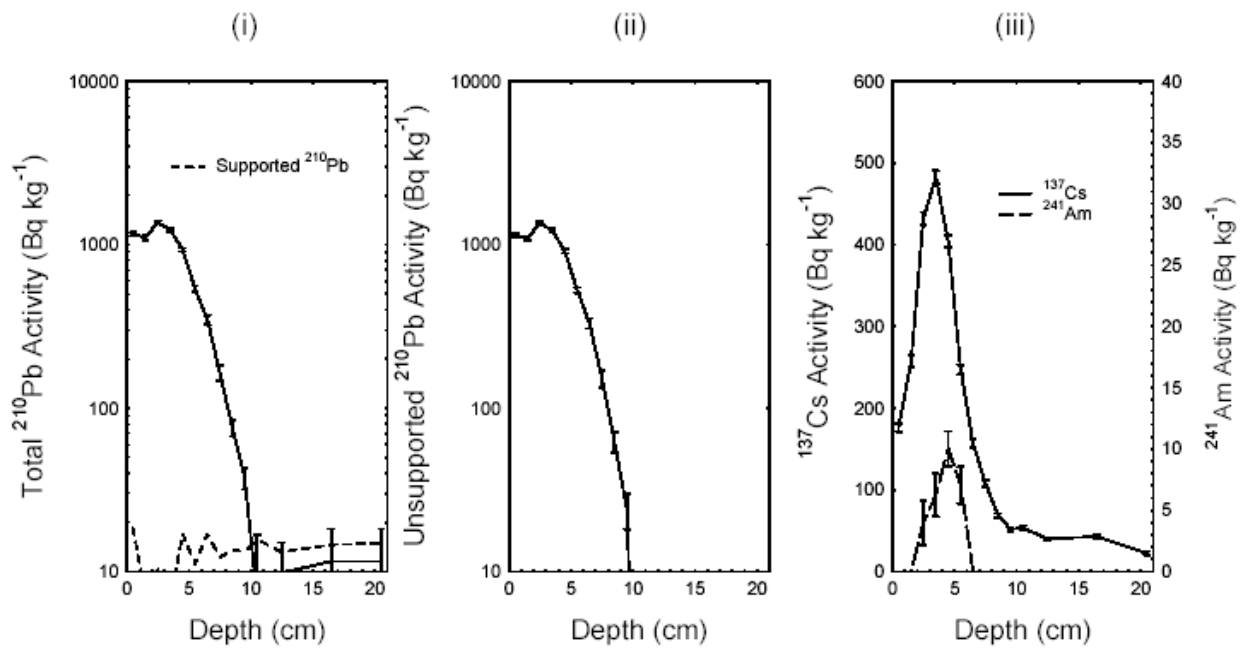 (i)
(ii)
(iii)
Total ²¹⁰Pb Activity (Bq kg⁻¹)
10000
1000
100
10
Supported ²¹⁰Pb
0 5 10 15 20
Depth (cm)
Unsupported ²¹⁰Pb Activity (Bq kg⁻¹)
10000
1000
100
10
0 5 10 15 20
Depth (cm)
¹³⁷Cs Activity (Bq kg⁻¹)
600
500
400
300
200
100
0
¹³⁷Cs
²⁴¹Am
0 5 10 15 20
Depth (cm)
40
35
30
25
20
15
10
5
0
²⁴¹Am Activity (Bq kg⁻¹)